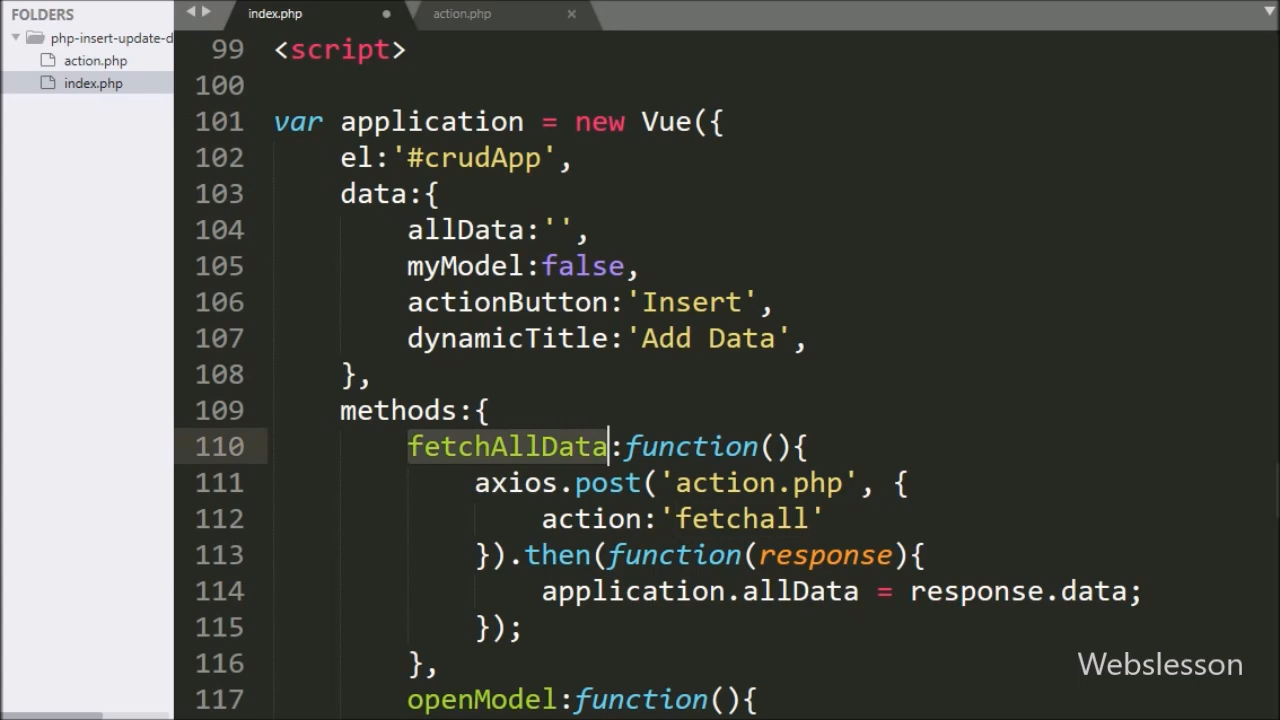 FOLDERS
php-insert-update-d
action.php
index.php
index.php
action.php
99 <script>
100
101 var application = new Vue({
102 el:'#crudApp',
103 data:{
104 allData:'',
105 myModel:false,
106 actionButton:'Insert',
107 dynamicTitle:'Add Data',
108 },
109 methods:{
110 fetchAllData:function(){
111 axios.post('action.php', {
112 action:'fetchall'
113 }).then(function(response){
114 application.allData = response.data;
115 });
116 },
117 openModel:function(){
Webslesson